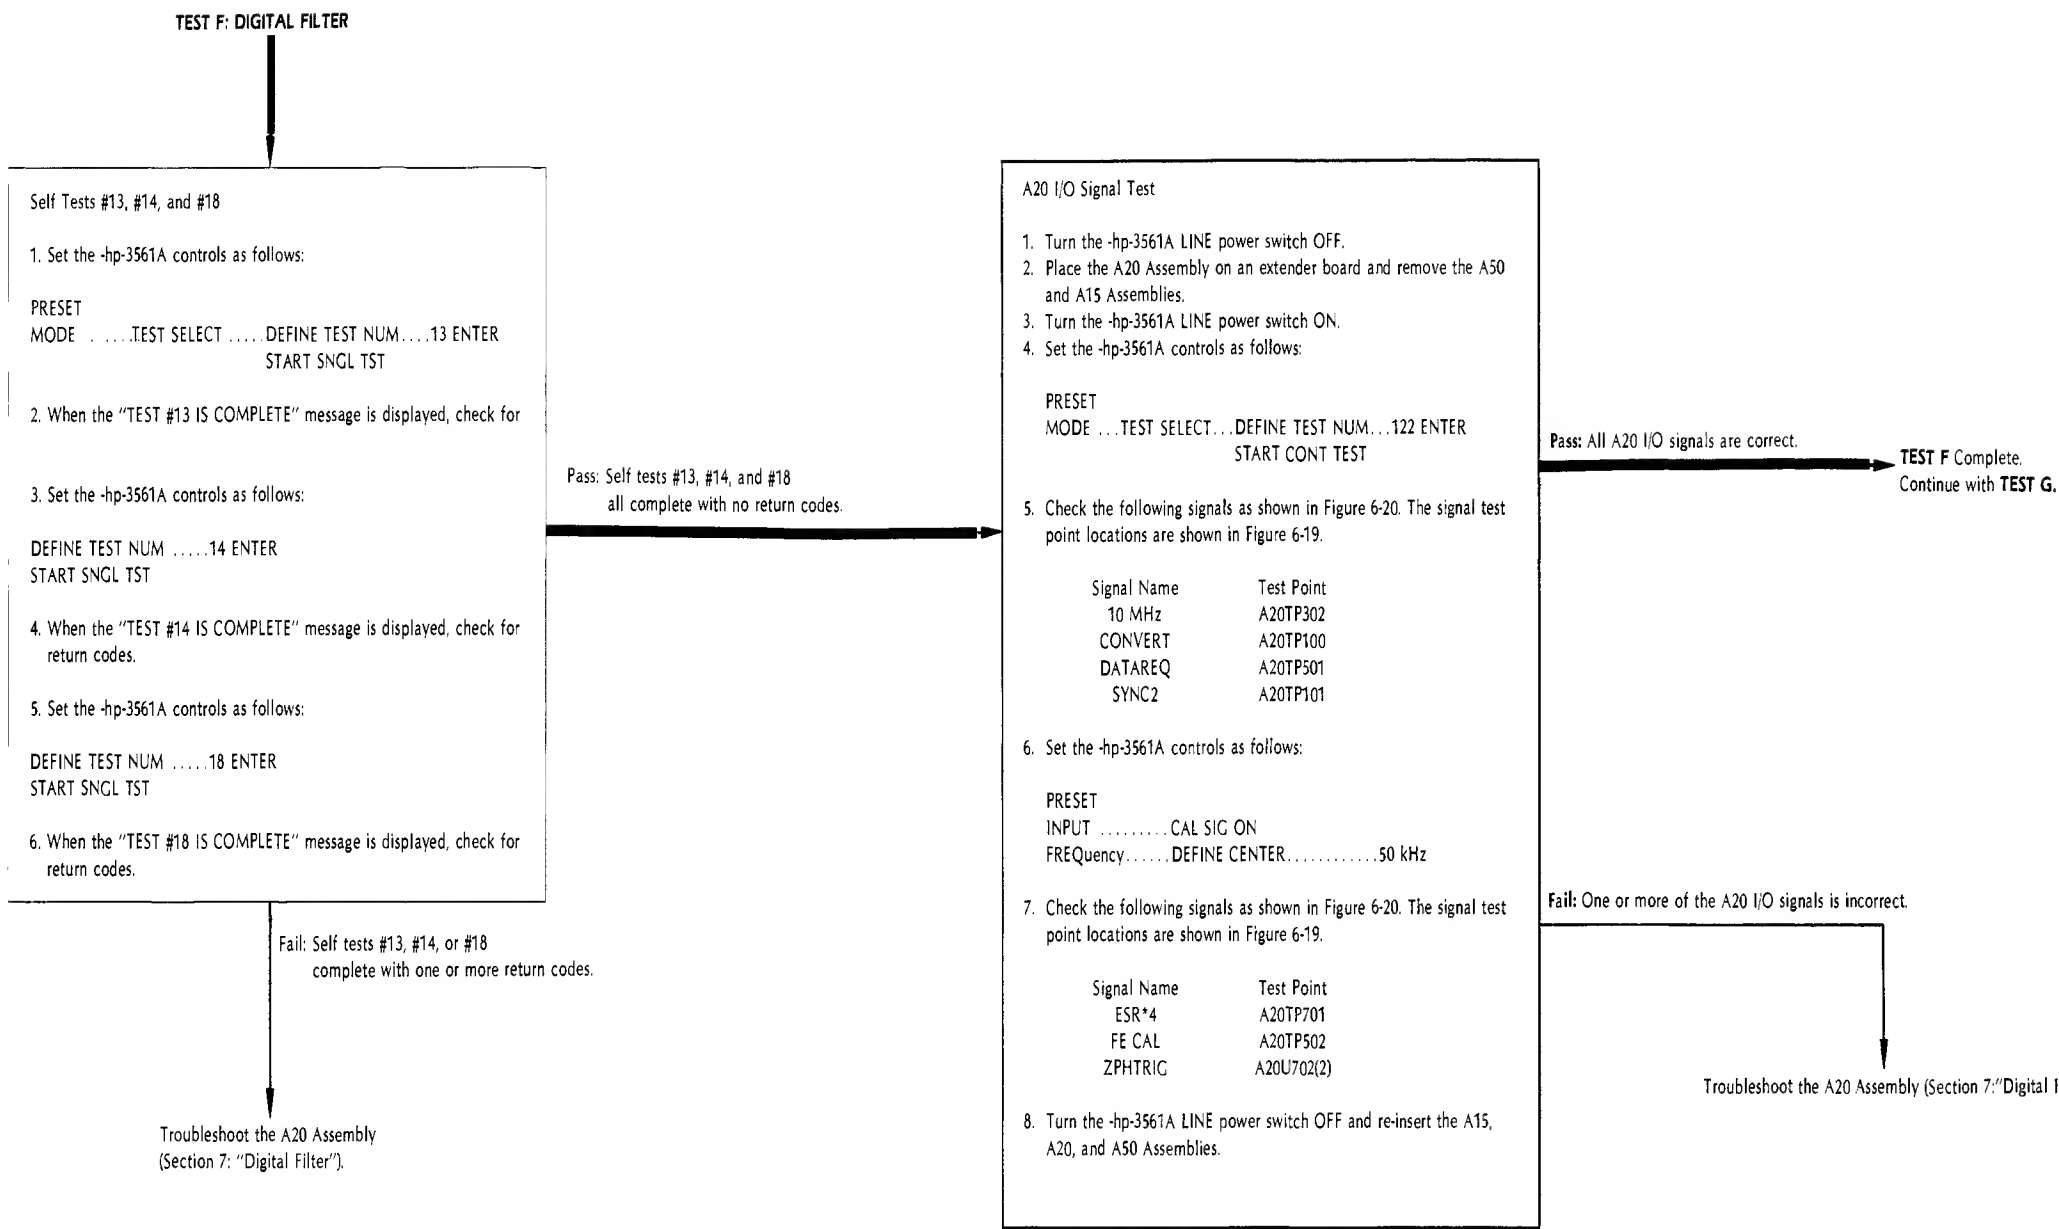 TEST F: DIGITAL FILTER
Self Tests #13, #14, and #18
1. Set the -hp-3561A controls as follows:
PRESET
MODE . ....TEST SELECT .....DEFINE TEST NUM....13 ENTER
START SNGL TST
2. When the "TEST #13 IS COMPLETE" message is displayed, check for
3. Set the -hp-3561A controls as follows:
DEFINE TEST NUM .....14 ENTER
START SNGL TST
4. When the "TEST #14 IS COMPLETE" message is displayed, check for
return codes.
5. Set the -hp-3561A controls as follows:
DEFINE TEST NUM .....18 ENTER
START SNGL TST
6. When the "TEST #18 IS COMPLETE" message is displayed, check for
return codes.
Fail: Self tests #13, #14, or #18
complete with one or more return codes.
Troubleshoot the A20 Assembly
(Section 7: "Digital Filter").
Pass: Self tests #13, #14, and #18
all complete with no return codes.
A20 I/O Signal Test
1. Turn the -hp-3561A LINE power switch OFF.
2. Place the A20 Assembly on an extender board and remove the A50
and A15 Assemblies.
3. Turn the -hp-3561A LINE power switch ON.
4. Set the -hp-3561A controls as follows:
PRESET
MODE ...TEST SELECT...DEFINE TEST NUM...122 ENTER
START CONT TEST
5. Check the following signals as shown in Figure 6-20. The signal test
point locations are shown in Figure 6-19.
Signal Name Test Point
10 MHz A20TP302
CONVERT A20TP100
DATAREQ A20TP501
SYNC2 A20TP101
6. Set the -hp-3561A controls as follows:
PRESET
INPUT .........CAL SIG ON
FREQuency......DEFINE CENTER............50 kHz
7. Check the following signals as shown in Figure 6-20. The signal test
point locations are shown in Figure 6-19.
Signal Name Test Point
ESR*4 A20TP701
FE CAL A20TP502
ZPHTRIG A20U702(2)
8. Turn the -hp-3561A LINE power switch OFF and re-insert the A15,
A20, and A50 Assemblies.
Pass: All A20 I/O signals are correct.
TEST F Complete.
Continue with TEST G.
Fail: One or more of the A20 I/O signals is incorrect.
Troubleshoot the A20 Assembly (Section 7:"Digital